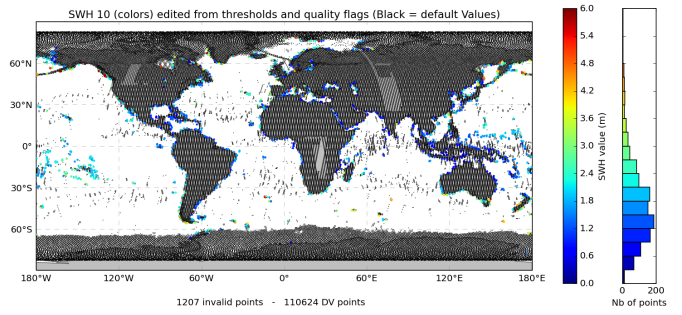 SWH 10 (colors) edited from thresholds and quality flags (Black = default Values)
60°N
30°N
0°
30°S
60°S
180°W
120°W
60°W
0°
60°E
120°E
180°E
6.0
5.4
4.8
4.2
3.6
3.0
2.4
1.8
1.2
0.6
0.0
SWH value (m)
0
200
Nb of points
1207 invalid points - 110624 DV points